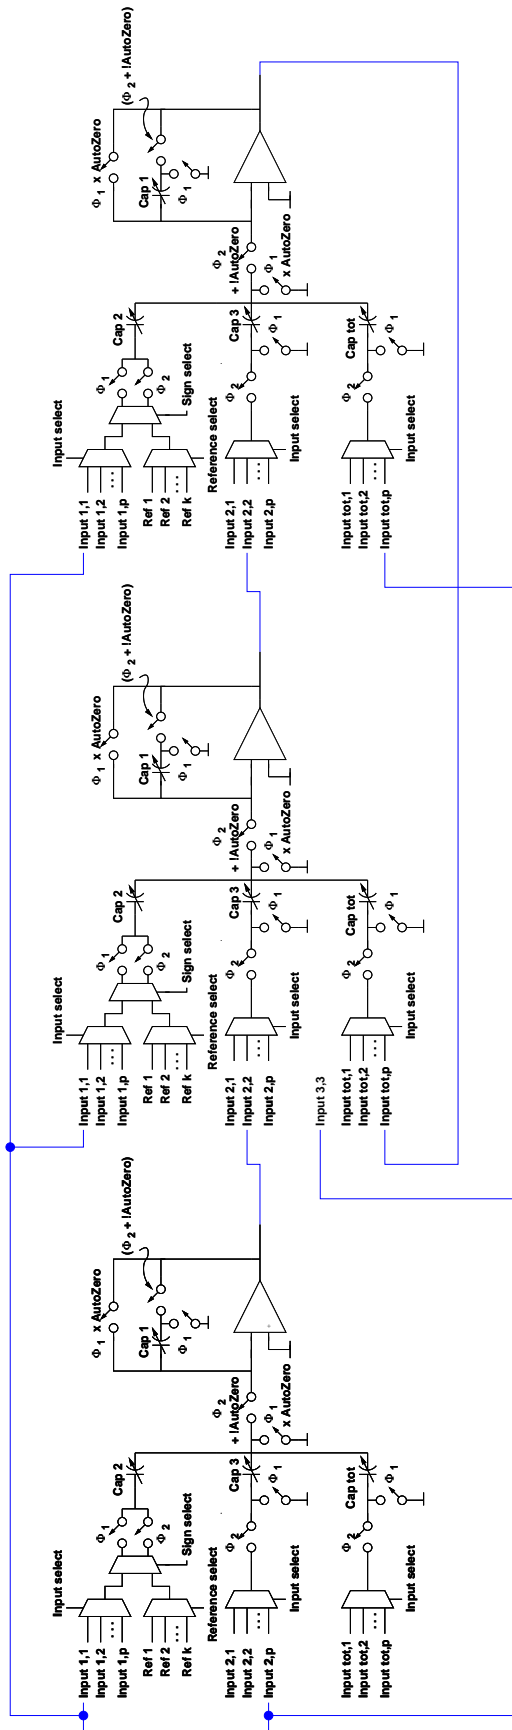 (Φ2 + !AutoZero)
Φ1 x AutoZero
Cap 1
Φ1
Φ2
+ !AutoZero
Φ1
x AutoZero
Cap 2
Cap 3
Cap tot
Φ1
Φ2
Φ1
Φ2
Φ1
Φ2
Sign select
Input select
Reference select
Input select
Input select
Input 1,1
Input 1,2
Input 1,p
Ref 1
Ref 2
Ref k
Input 2,1
Input 2,2
Input 2,p
Input tot,1
Input tot,2
Input tot,p
(Φ2 + !AutoZero)
Φ1 x AutoZero
Cap 1
Φ1
Φ2
+ !AutoZero
Φ1
x AutoZero
Cap 2
Cap 3
Cap tot
Φ1
Φ2
Φ1
Φ2
Φ1
Φ2
Sign select
Input select
Reference select
Input select
Input select
Input 1,1
Input 1,2
Input 1,p
Ref 1
Ref 2
Ref k
Input 2,1
Input 2,2
Input 2,p
Input 3,3
Input tot,1
Input tot,2
Input tot,p
(Φ2 + !AutoZero)
Φ1 x AutoZero
Cap 1
Φ1
Φ2
+ !AutoZero
Φ1
x AutoZero
Cap 2
Cap 3
Cap tot
Φ1
Φ2
Φ1
Φ2
Φ1
Φ2
Sign select
Input select
Reference select
Input select
Input select
Input 1,1
Input 1,2
Input 1,p
Ref 1
Ref 2
Ref k
Input 2,1
Input 2,2
Input 2,p
Input tot,1
Input tot,2
Input tot,p